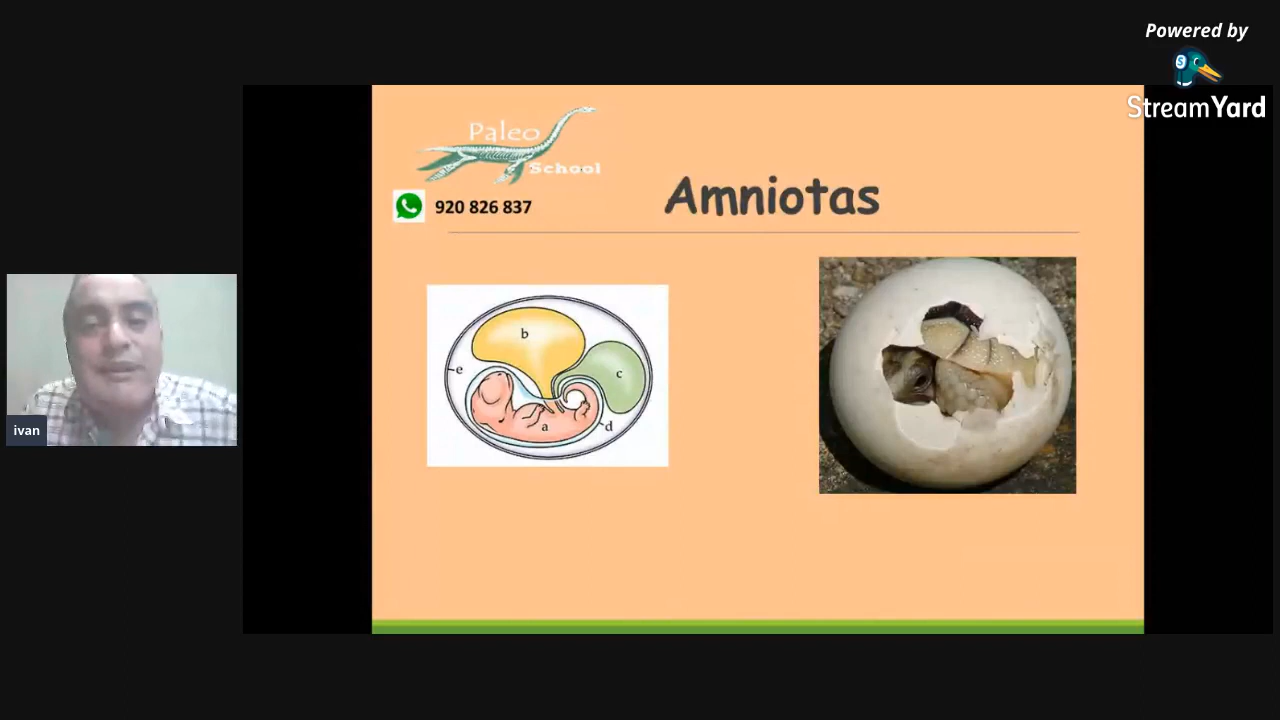 Powered by
StreamYard
Paleo
School
920 826 837
Amniotas
b
c
e
a
d
ivan